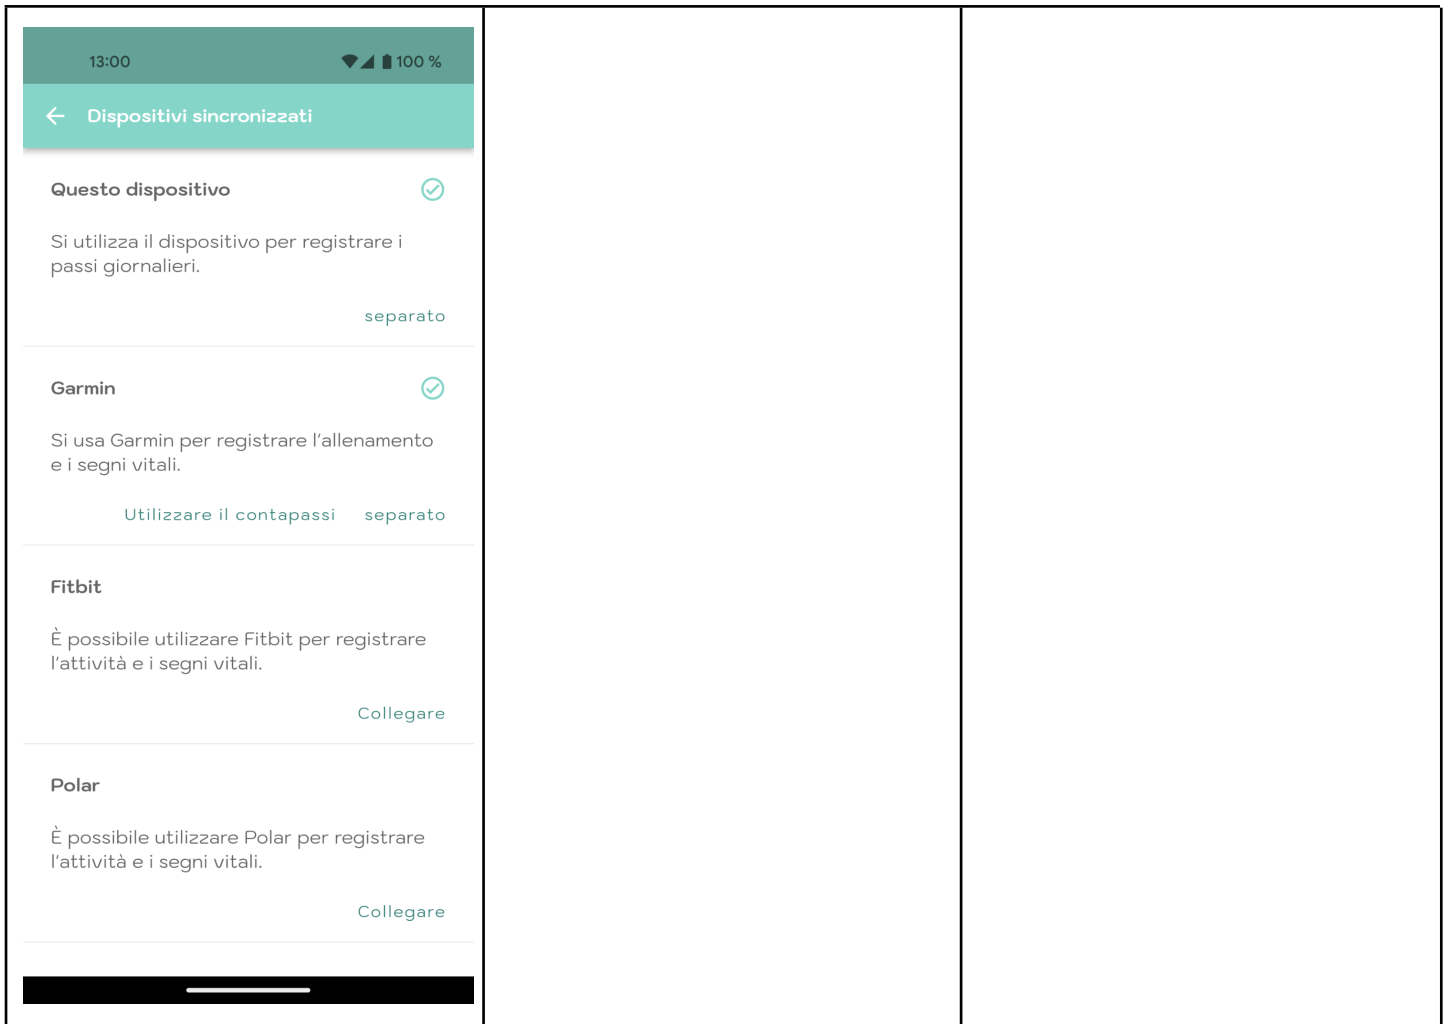 13:00
100 %
Dispositivi sincronizzati
Questo dispositivo
Si utilizza il dispositivo per registrare i
passi giornalieri.
separato
Garmin
Si usa Garmin per registrare l'allenamento
e i segni vitali.
Utilizzare il contapassi separato
Fitbit
È possibile utilizzare Fitbit per registrare
l'attività e i segni vitali.
Collegare
Polar
È possibile utilizzare Polar per registrare
l'attività e i segni vitali.
Collegare